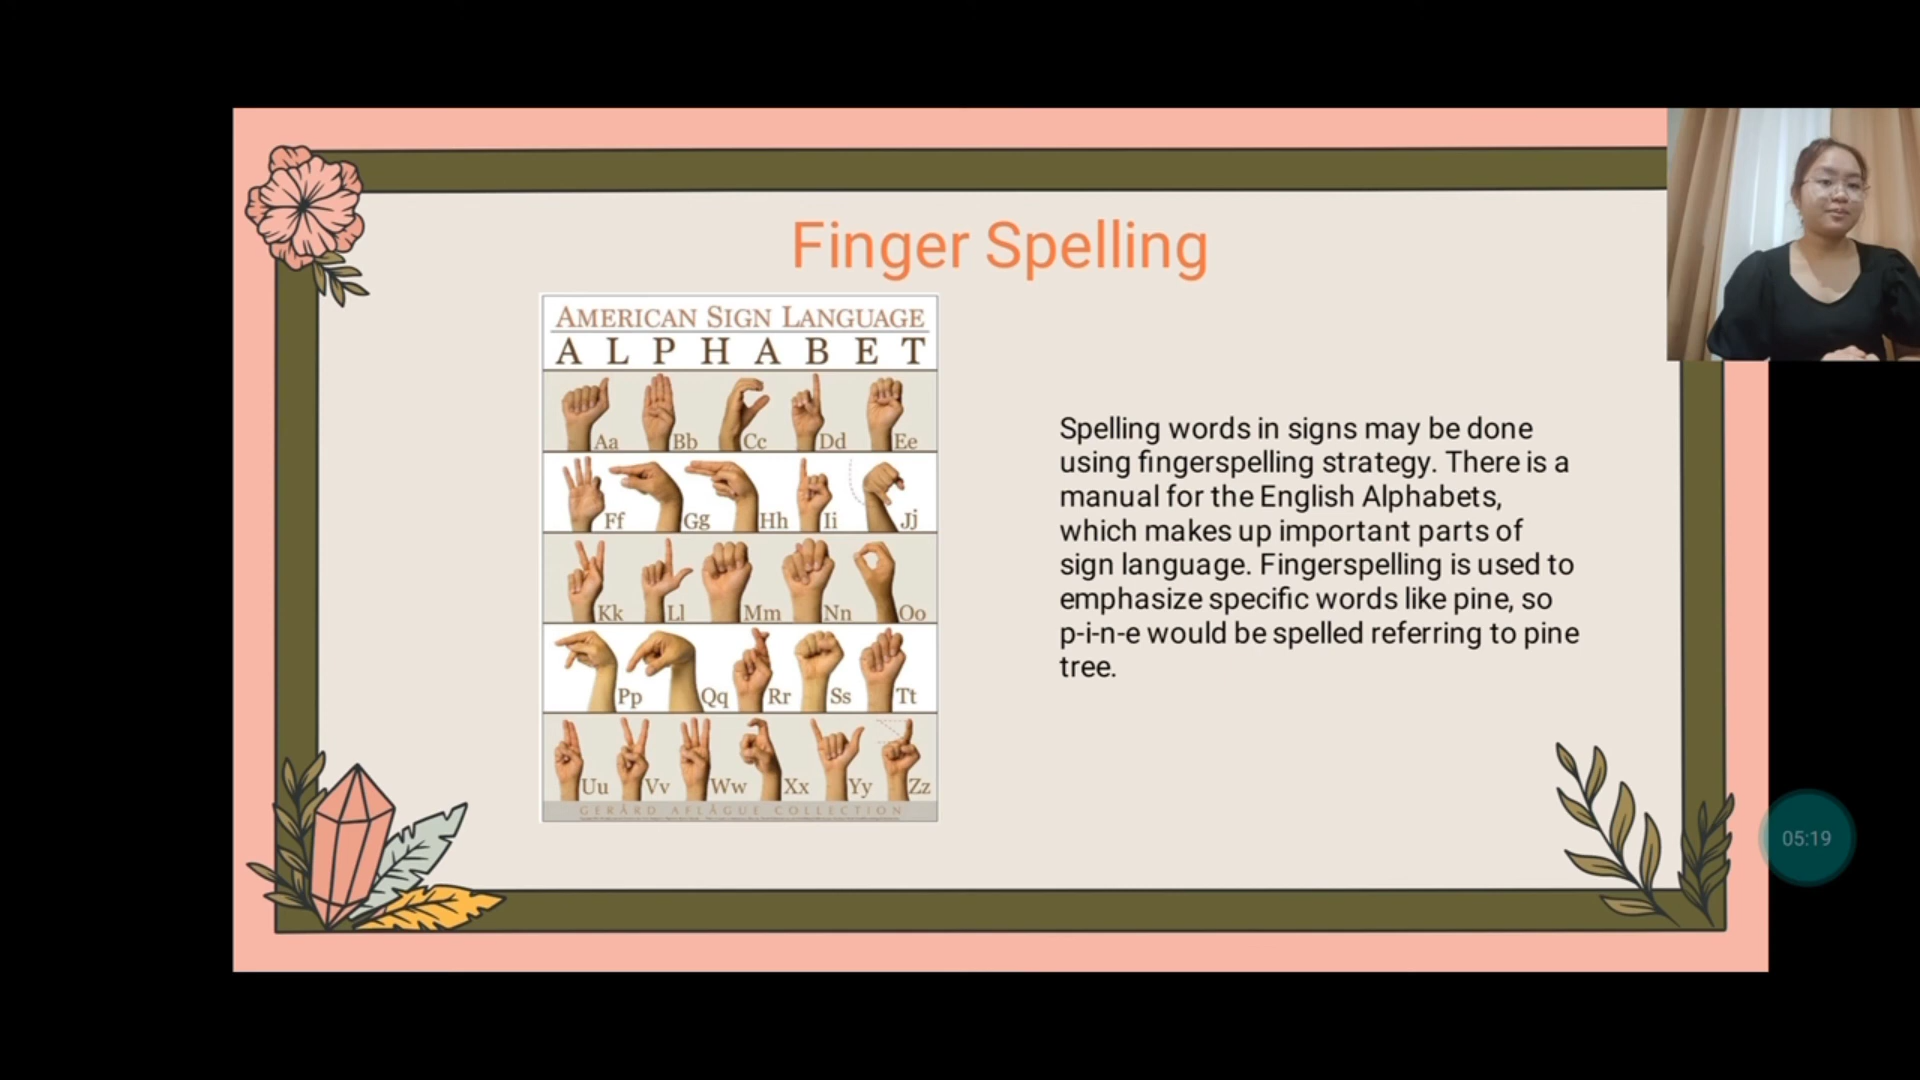 Finger Spelling
AMERICAN SIGN LANGUAGE
ALPHABET
Aa Bb Cc Dd Ee
Ff Gg Hh Ii Jj
Kk Ll Mm Nn Oo
Pp Qq Rr Ss Tt
Uu Vv Ww Xx Yy Zz
GERARD AFLAGUE COLLECTION
Spelling words in signs may be done
using fingerspelling strategy. There is a
manual for the English Alphabets,
which makes up important parts of
sign language. Fingerspelling is used to
emphasize specific words like pine, so
p-i-n-e would be spelled referring to pine
tree.
05:19